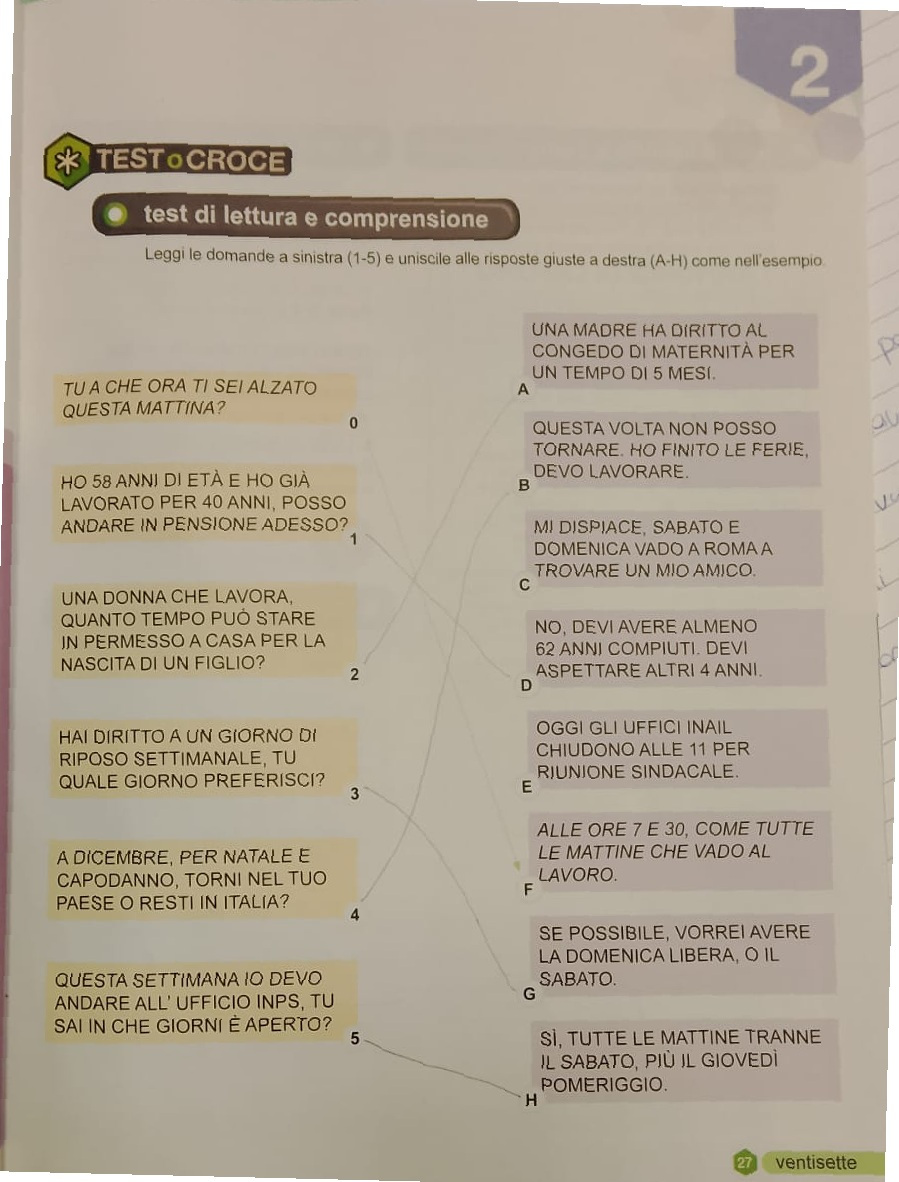 2
TEST o CROCE
test di lettura e comprensione
Leggi le domande a sinistra (1-5) e uniscile alle risposte giuste a destra (A-H) come nell'esempio.
TU A CHE ORA TI SEI ALZATO
QUESTA MATTINA?
0
HO 58 ANNI DI ETÀ E HO GIÀ
LAVORATO PER 40 ANNI, POSSO
ANDARE IN PENSIONE ADESSO?
1
UNA DONNA CHE LAVORA,
QUANTO TEMPO PUÒ STARE
IN PERMESSO A CASA PER LA
NASCITA DI UN FIGLIO?
2
HAI DIRITTO A UN GIORNO DI
RIPOSO SETTIMANALE, TU
QUALE GIORNO PREFERISCI?
3
A DICEMBRE, PER NATALE E
CAPODANNO, TORNI NEL TUO
PAESE O RESTI IN ITALIA?
4
QUESTA SETTIMANA IO DEVO
ANDARE ALL' UFFICIO INPS, TU
SAI IN CHE GIORNI È APERTO?
5
UNA MADRE HA DIRITTO AL
CONGEDO DI MATERNITÀ PER
UN TEMPO DI 5 MESI.
A
QUESTA VOLTA NON POSSO
TORNARE. HO FINITO LE FERIE,
DEVO LAVORARE.
B
MI DISPIACE, SABATO E
DOMENICA VADO A ROMA A
TROVARE UN MIO AMICO.
C
NO, DEVI AVERE ALMENO
62 ANNI COMPIUTI. DEVI
ASPETTARE ALTRI 4 ANNI.
D
OGGI GLI UFFICI INAIL
CHIUDONO ALLE 11 PER
RIUNIONE SINDACALE.
E
ALLE ORE 7 E 30, COME TUTTE
LE MATTINE CHE VADO AL
LAVORO.
F
SE POSSIBILE, VORREI AVERE
LA DOMENICA LIBERA, O IL
SABATO.
G
SÌ, TUTTE LE MATTINE TRANNE
IL SABATO, PIÙ IL GIOVEDÌ
POMERIGGIO.
H
27 ventisette